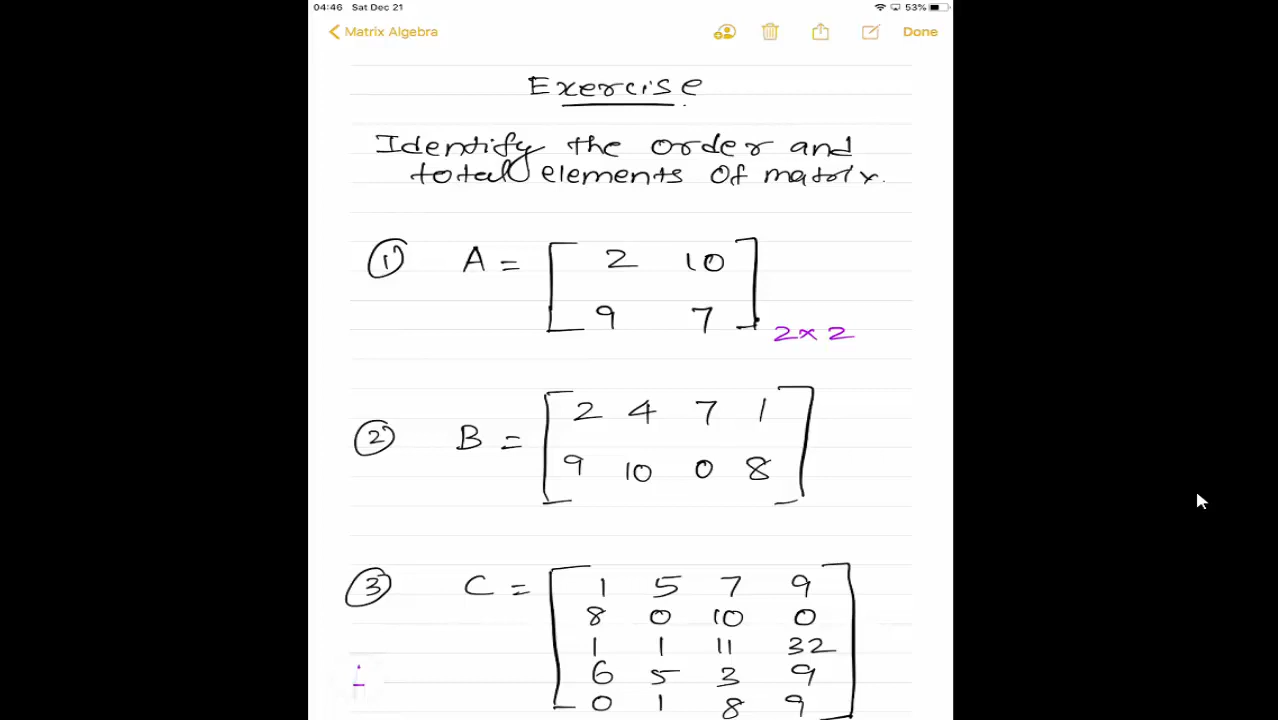 04:46 Sat Dec 21 53%
Matrix Algebra Done
Exercise
Identify the order and
total elements of matrix.
① A = [ 2 10
9 7 ] 2×2
② B = [ 2 4 7 1
9 10 0 8 ]
③ C = [ 1 5 7 9
8 0 10 0
1 1 11 32
6 5 3 9
0 1 8 9 ]